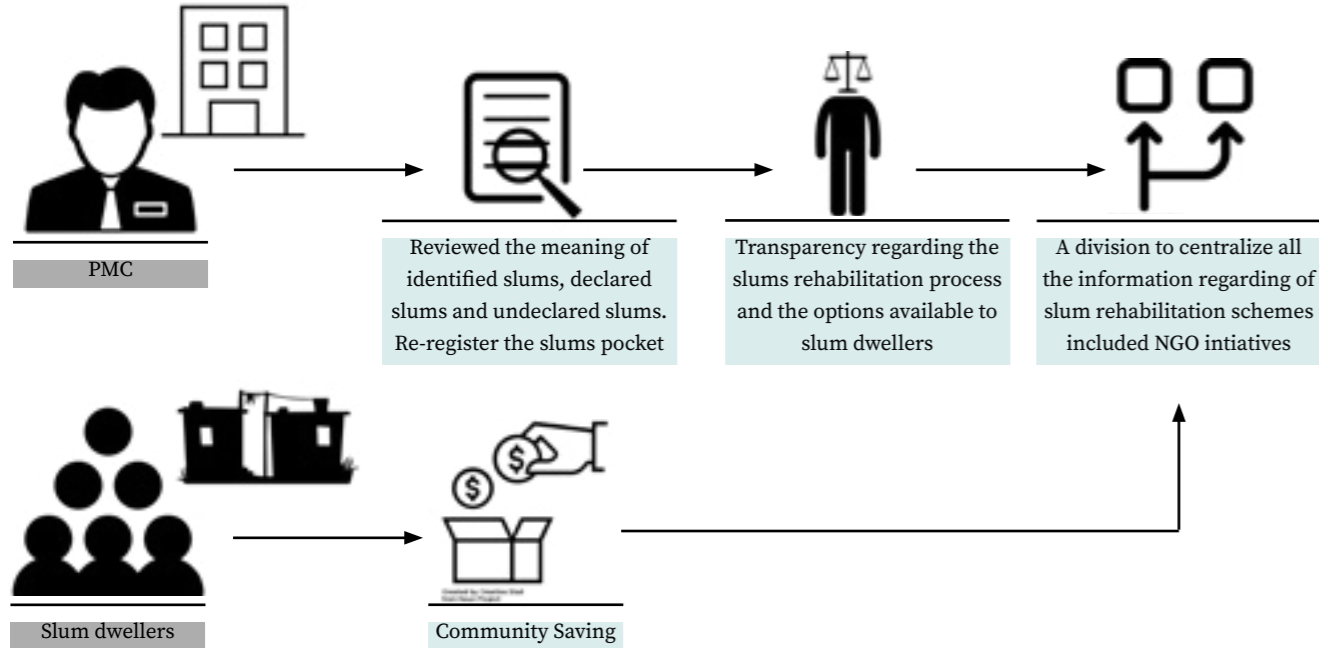 PMC
Reviewed the meaning of
identified slums, declared
slums and undeclared slums.
Re-register the slums pocket
Transparency regarding the
slums rehabilitation process
and the options available to
slum dwellers
A division to centralize all
the information regarding of
slum rehabilitation schemes
included NGO intiatives
$
$
Slum dwellers
Community Saving